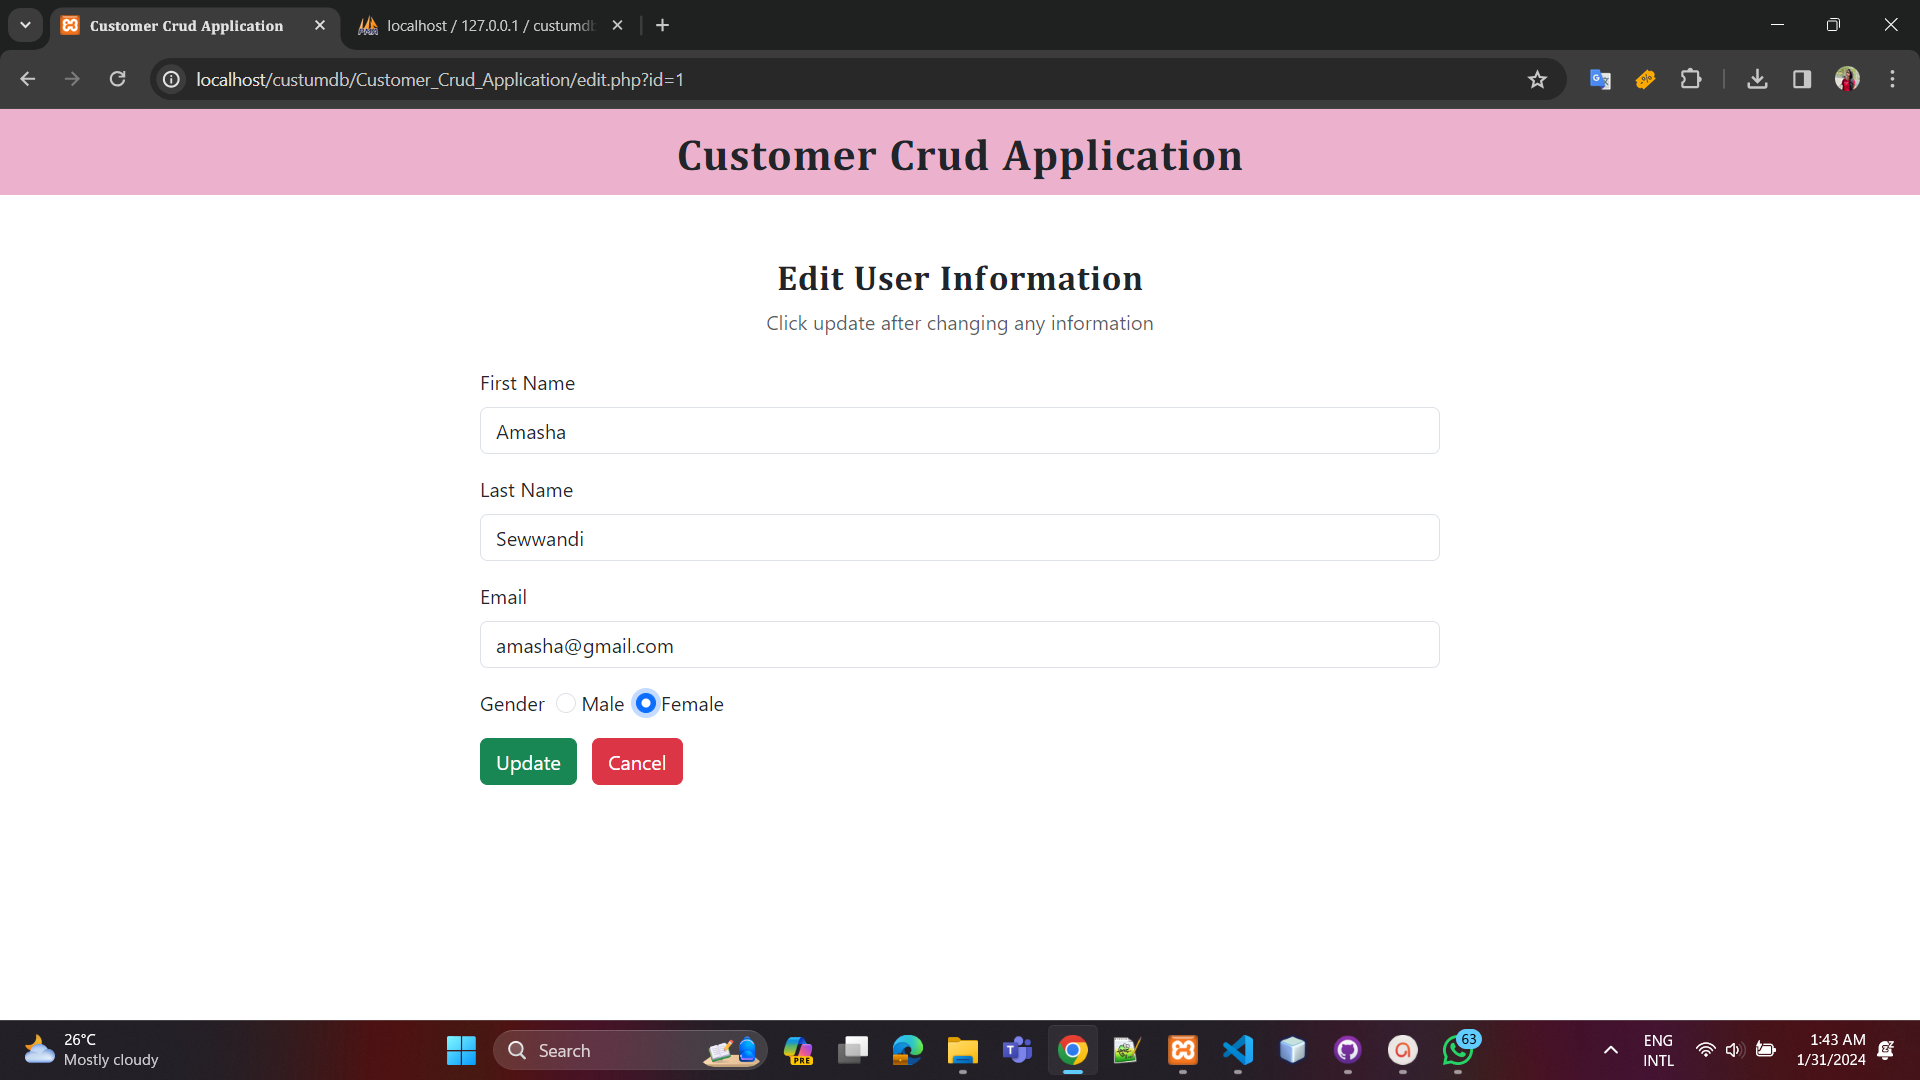 Customer Crud Application
localhost / 127.0.0.1 / custumdb
localhost/custumdb/Customer_Crud_Application/edit.php?id=1
Customer Crud Application
Edit User Information
Click update after changing any information
First Name
Amasha
Last Name
Sewwandi
Email
amasha@gmail.com
Gender Male Female
Update Cancel
26°C
Mostly cloudy
Search
PRE
63
ENG
INTL
1:43 AM
1/31/2024